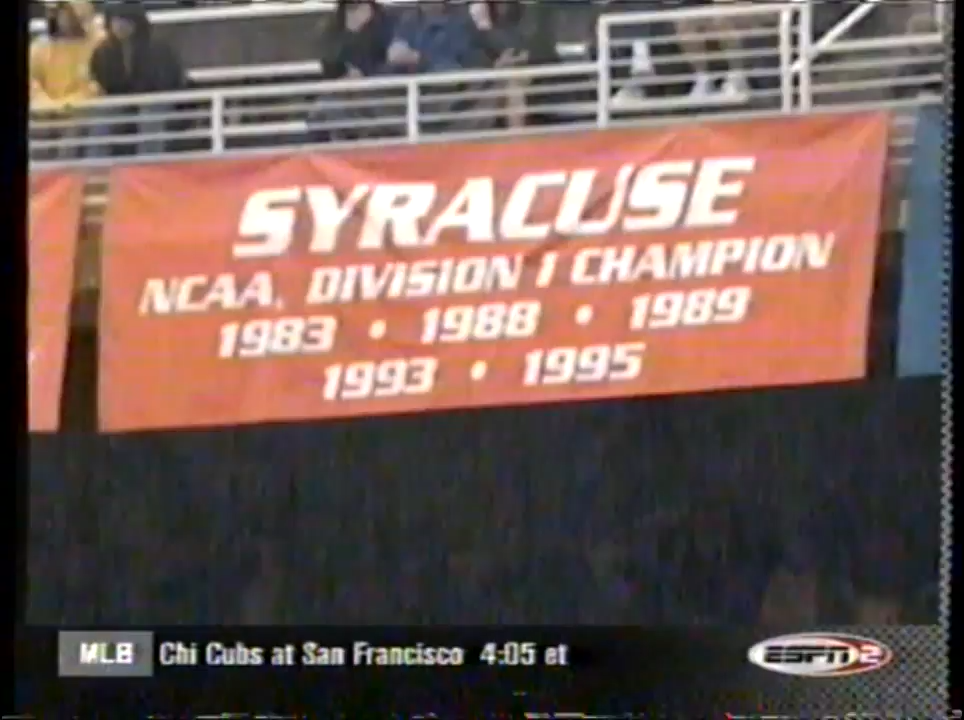 SYRACUSE
NCAA, DIVISION I CHAMPION
1983 • 1988 • 1989
1993 • 1995
MLB Chi Cubs at San Francisco 4:05 et
ESPN2